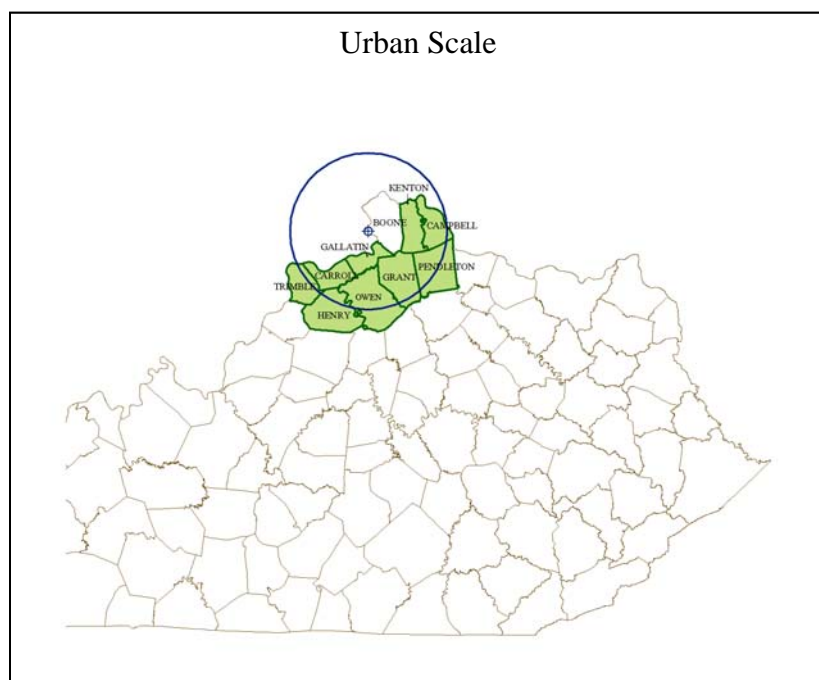 Urban Scale
KENTON
BOONE
CAMPBELL
GALLATIN
PENDLETON
CARROLL
GRANT
TRIMBLE
OWEN
HENRY